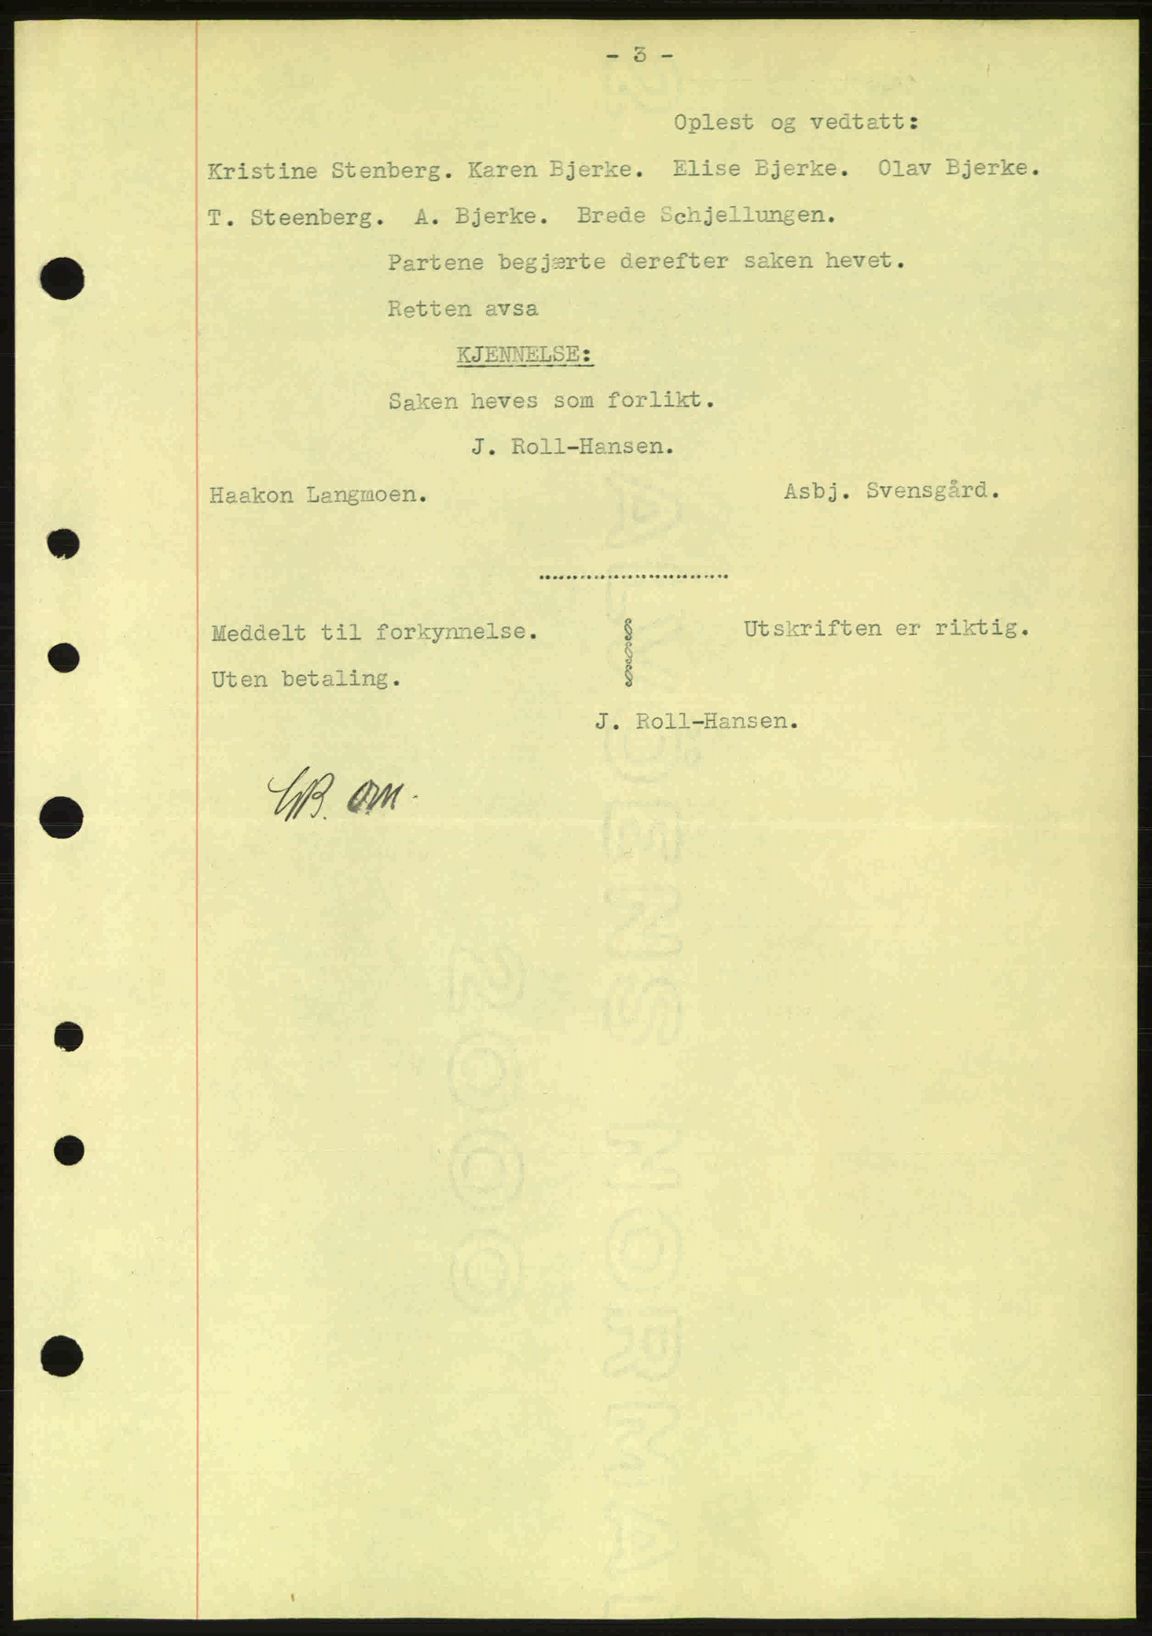 - 3 -
Oplest og vedtatt:
Kristine Stenberg. Karen Bjerke. Elise Bjerke. Olav Bjerke.
T. Steenberg. A. Bjerke. Brede Schjellungen.
Partene begjærte derefter saken hevet.
Retten avsa
KJENNELSE:
Saken heves som forlikt.
J. Roll-Hansen.
Haakon Langmoen. Asbj. Svensgård.
Meddelt til forkynnelse. § Utskriften er riktig.
§
Uten betaling. §
J. Roll-Hansen.